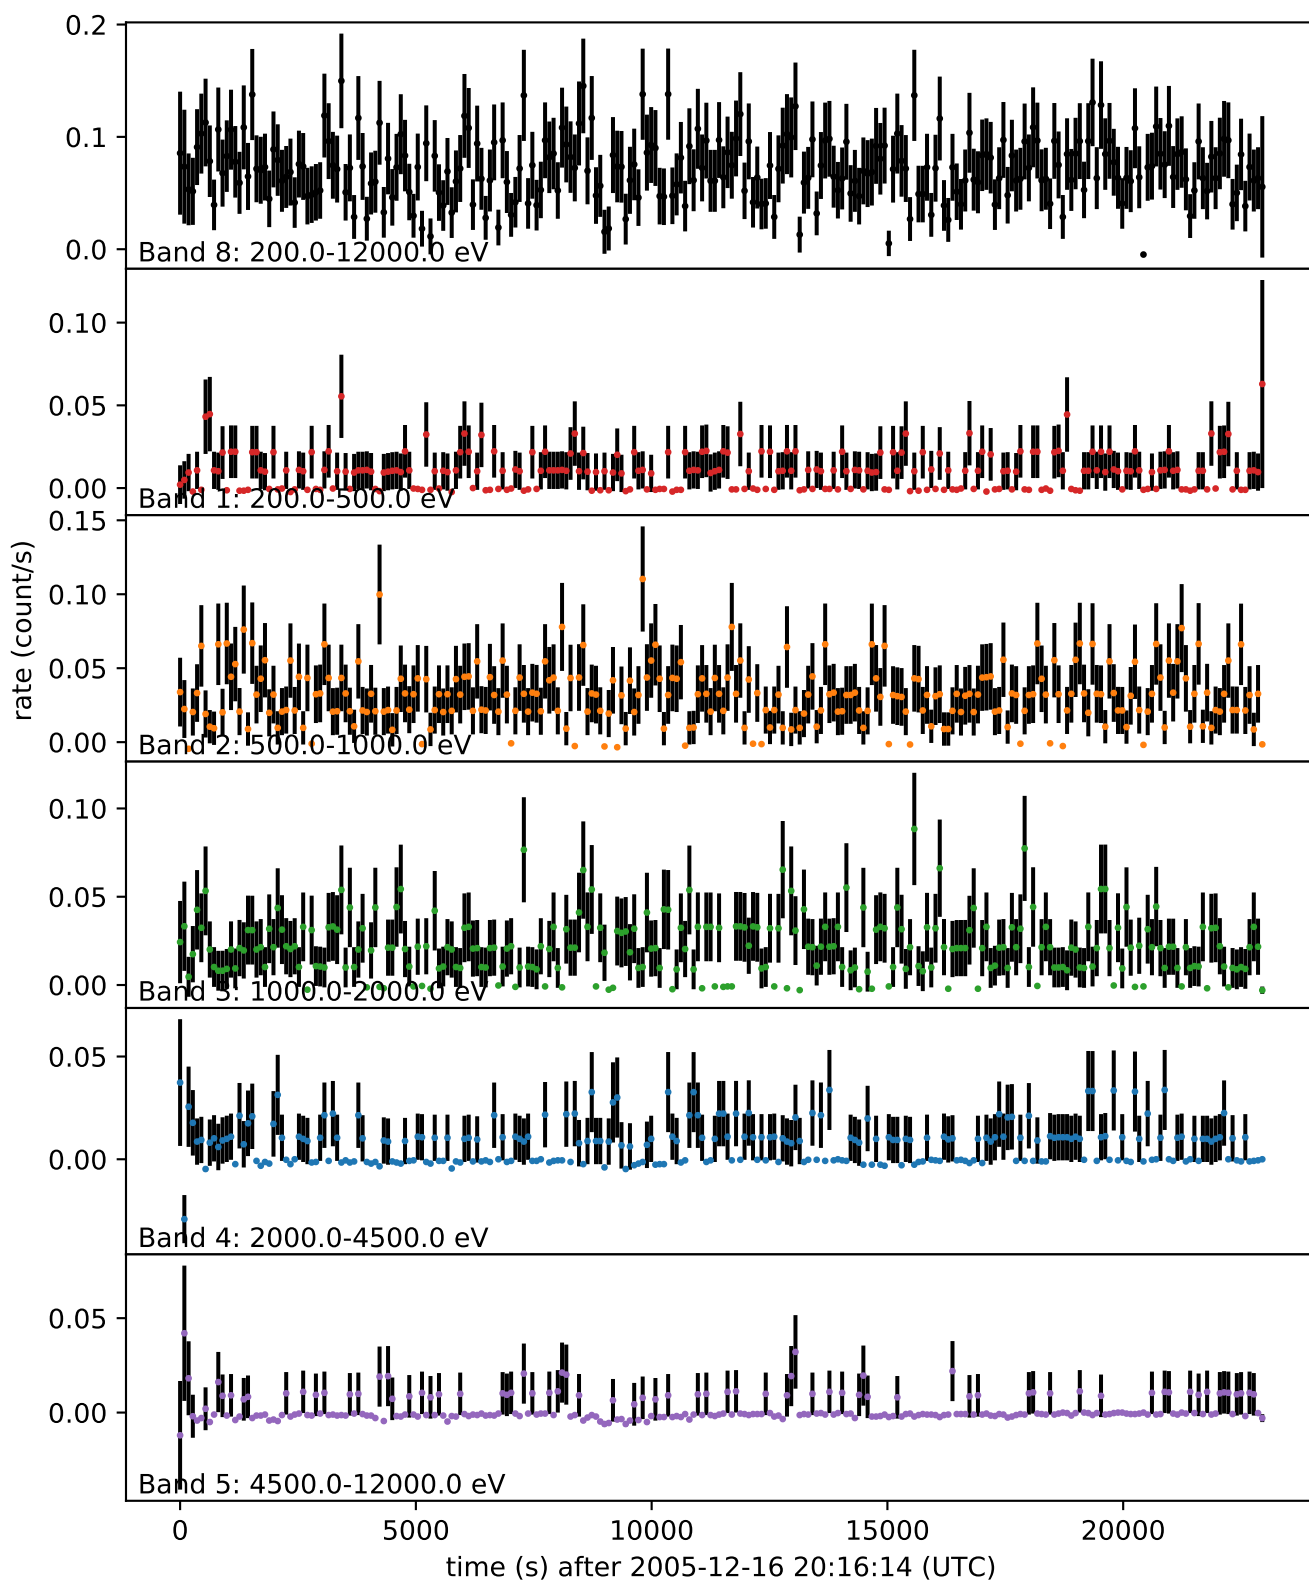 0.2
0.1
0.0
Band 8: 200.0-12000.0 eV
0.10
0.05
0.00
Band 1: 200.0-500.0 eV
0.15
0.10
0.05
0.00
Band 2: 500.0-1000.0 eV
rate (count/s)
0.10
0.05
0.00
Band 3: 1000.0-2000.0 eV
0.05
0.00
Band 4: 2000.0-4500.0 eV
0.05
0.00
Band 5: 4500.0-12000.0 eV
0 5000 10000 15000 20000
time (s) after 2005-12-16 20:16:14 (UTC)